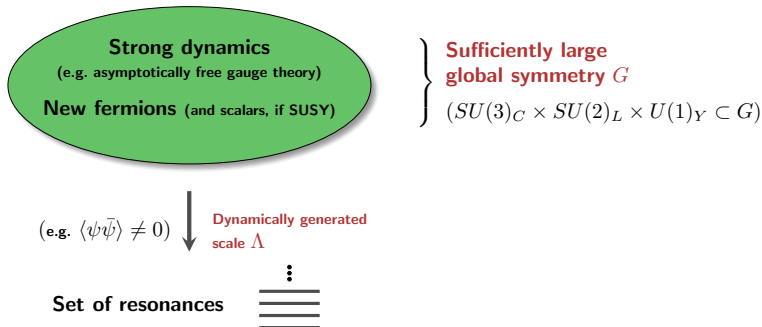 Strong dynamics
(e.g. asymptotically free gauge theory)
New fermions (and scalars, if SUSY)
Sufficiently large
global symmetry G
(SU(3)_C × SU(2)_L × U(1)_Y ⊂ G)
(e.g. ⟨ψψ̄⟩ ≠ 0)
Dynamically generated
scale Λ
Set of resonances